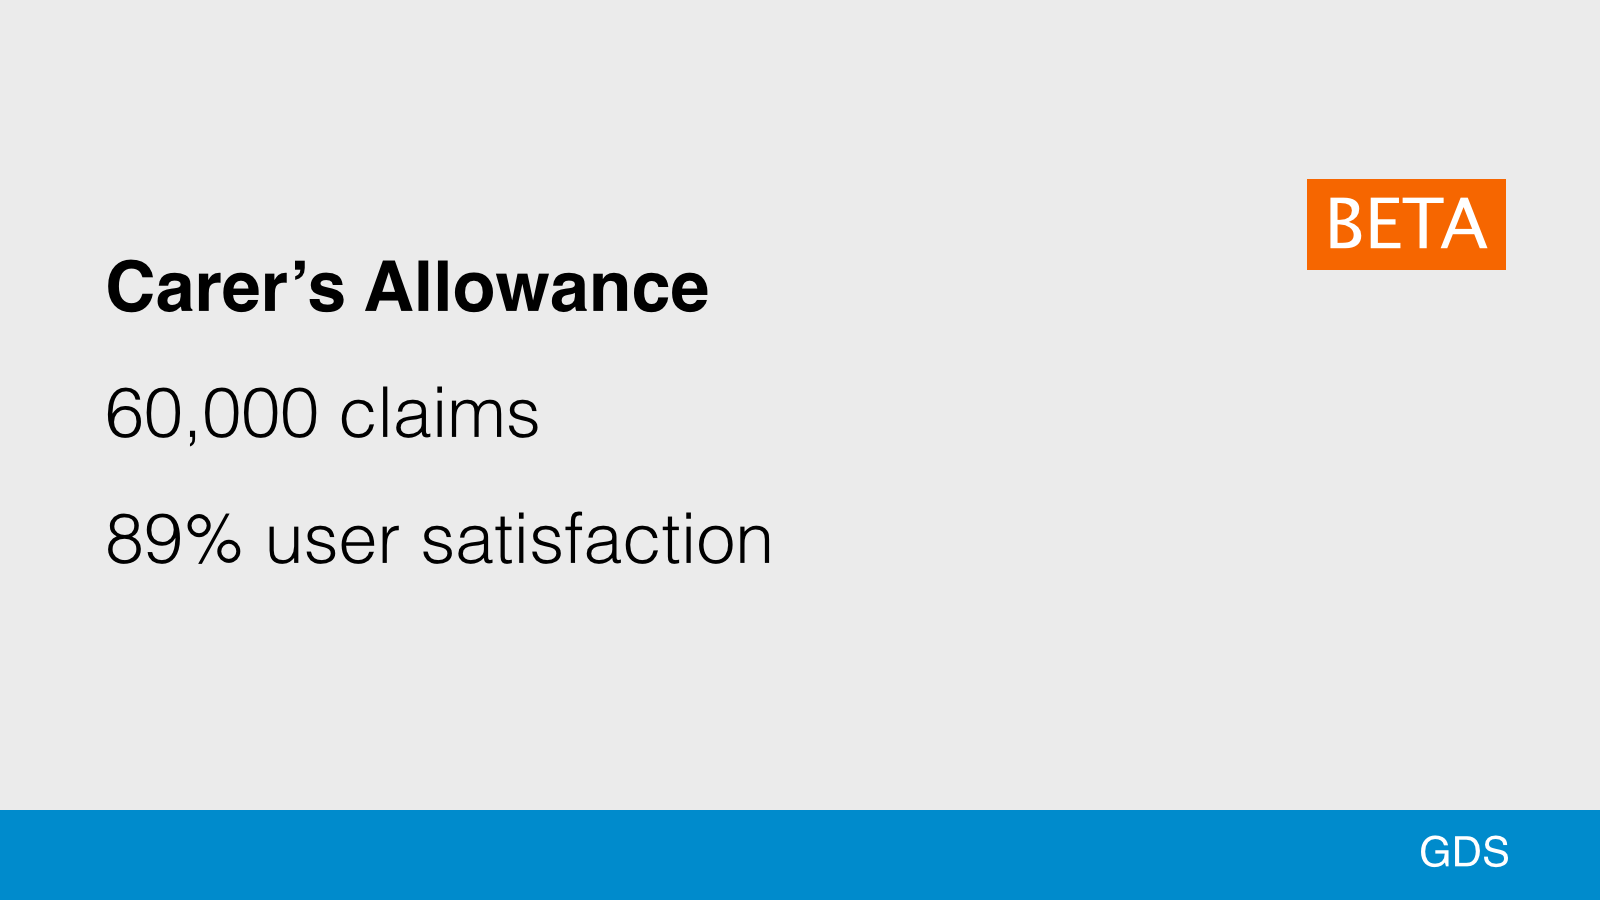 BETA
Carer’s Allowance
60,000 claims
89% user satisfaction
GDS